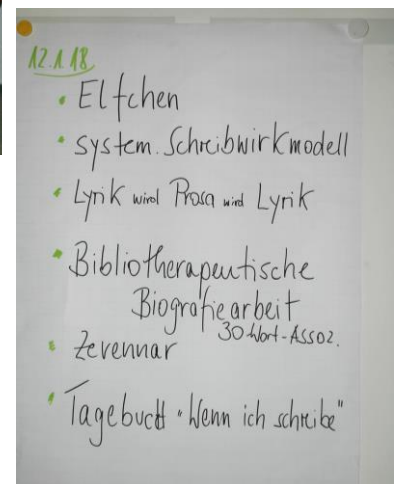 12.1.18
Elfchen
system. Schreibwirkmodell
Lyrik wird Prosa wird Lyrik
Bibliotherapeutische
Biografiearbeit
30 Wort-Assoz.
Zevennar
Tagebuch "Wenn ich schreibe"